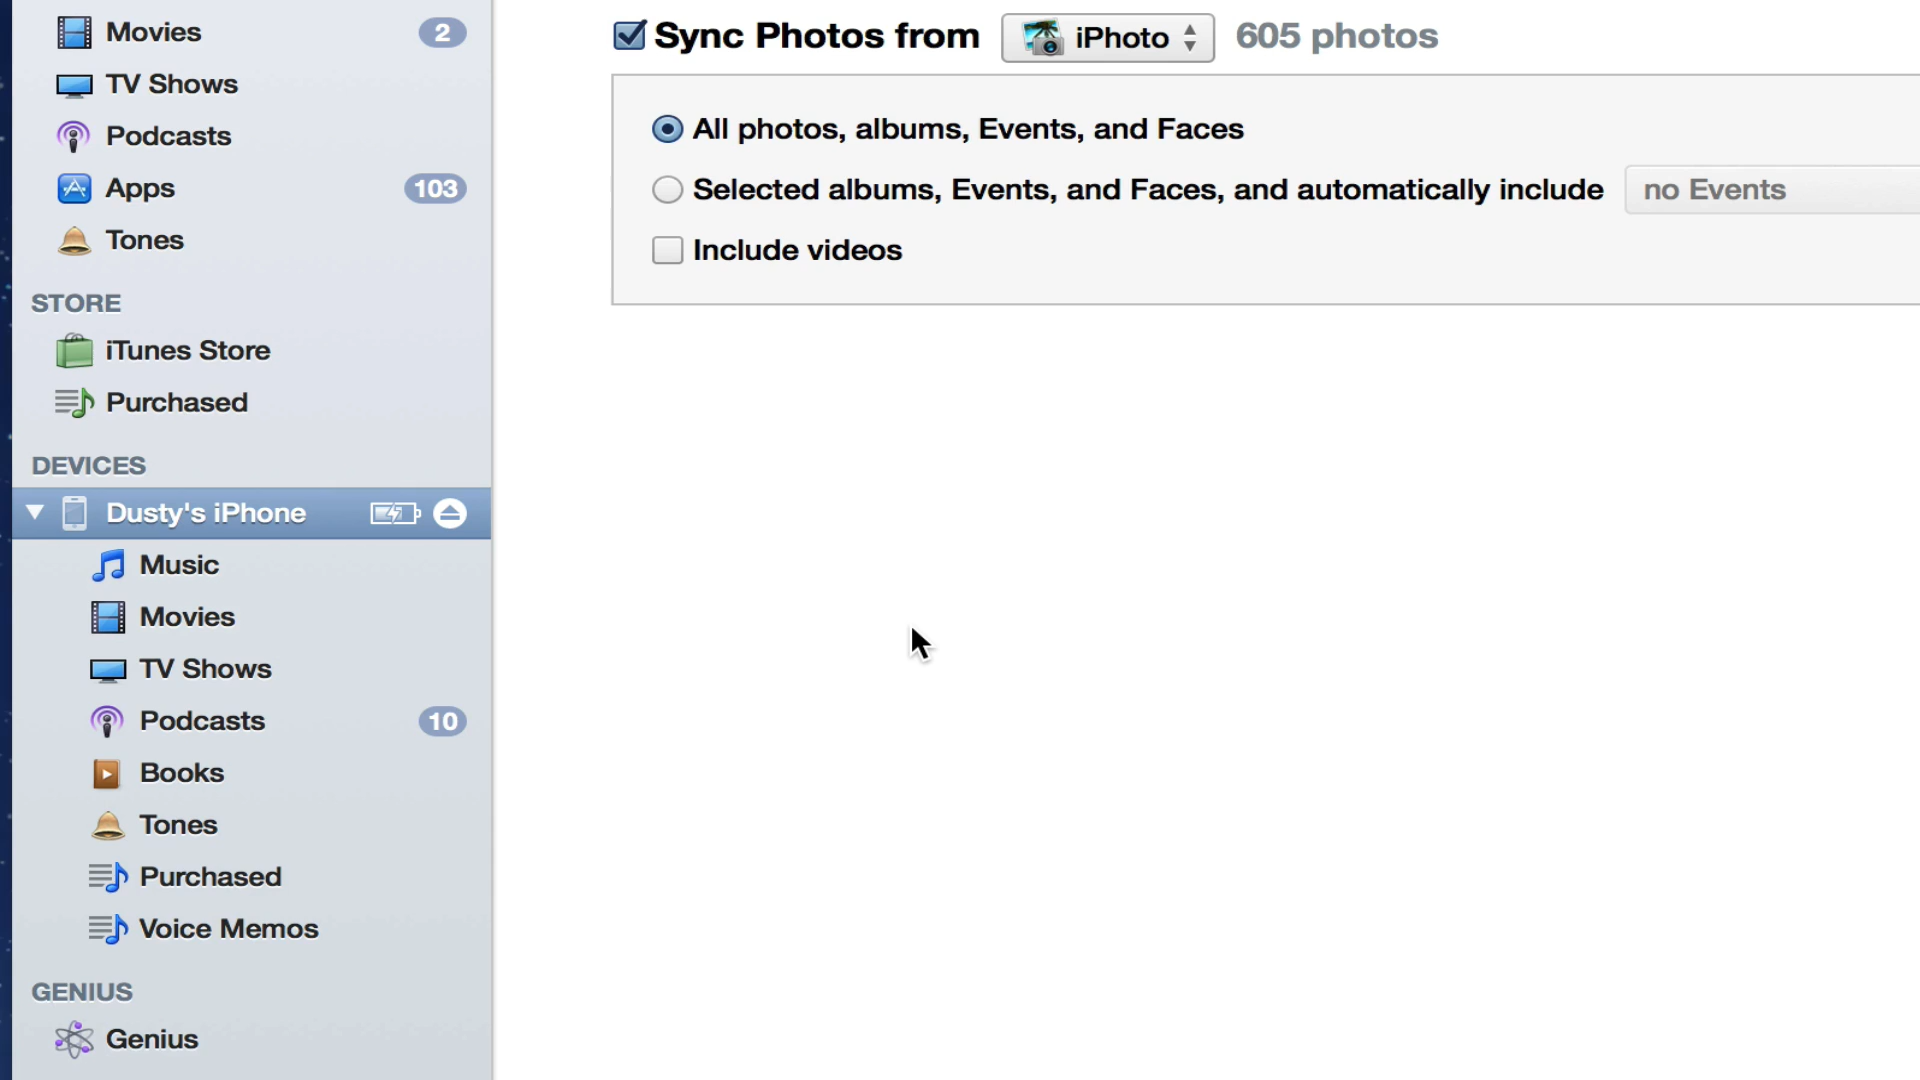 Movies 2
TV Shows
Podcasts
Apps 103
Tones
STORE
iTunes Store
Purchased
DEVICES
Dusty's iPhone
Music
Movies
TV Shows
Podcasts 10
Books
Tones
Purchased
Voice Memos
GENIUS
Genius
Sync Photos from iPhoto 605 photos
All photos, albums, Events, and Faces
Selected albums, Events, and Faces, and automatically include no Events
Include videos